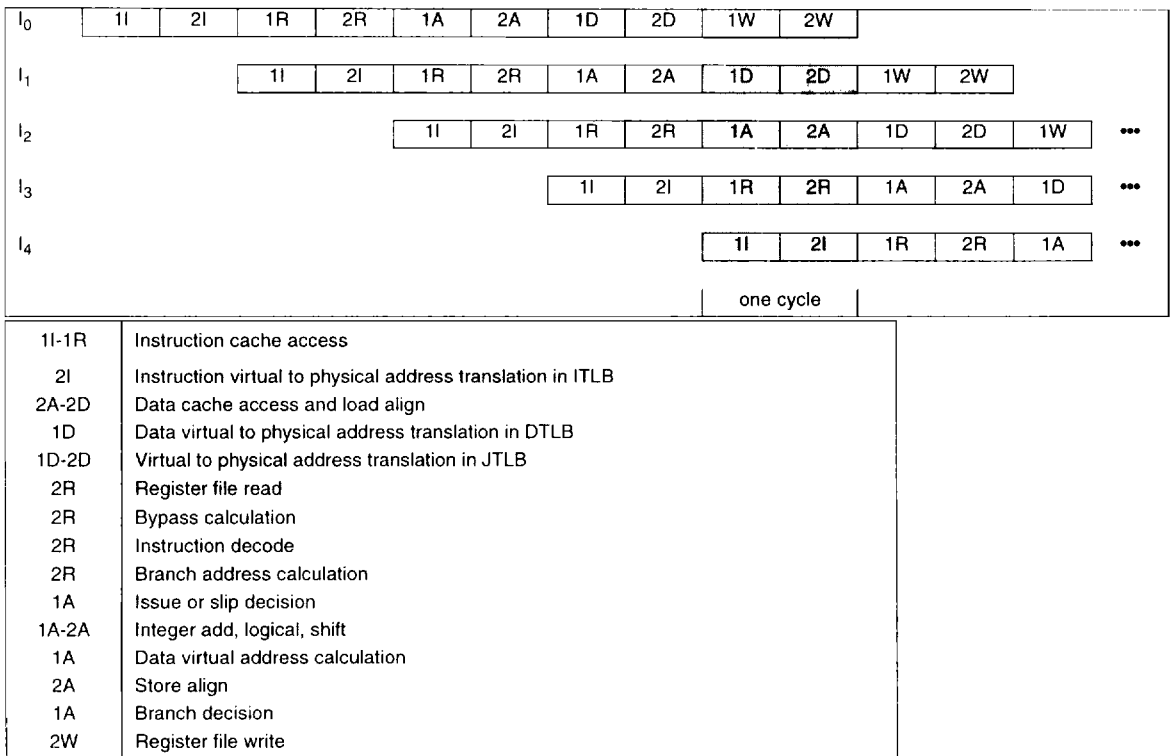 I0 1I 2I 1R 2R 1A 2A 1D 2D 1W 2W
I1 1I 2I 1R 2R 1A 2A 1D 2D 1W 2W
I2 1I 2I 1R 2R 1A 2A 1D 2D 1W •••
I3 1I 2I 1R 2R 1A 2A 1D •••
I4 1I 2I 1R 2R 1A •••
one cycle
1I-1R Instruction cache access
2I Instruction virtual to physical address translation in ITLB
2A-2D Data cache access and load align
1D Data virtual to physical address translation in DTLB
1D-2D Virtual to physical address translation in JTLB
2R Register file read
2R Bypass calculation
2R Instruction decode
2R Branch address calculation
1A Issue or slip decision
1A-2A Integer add, logical, shift
1A Data virtual address calculation
2A Store align
1A Branch decision
2W Register file write